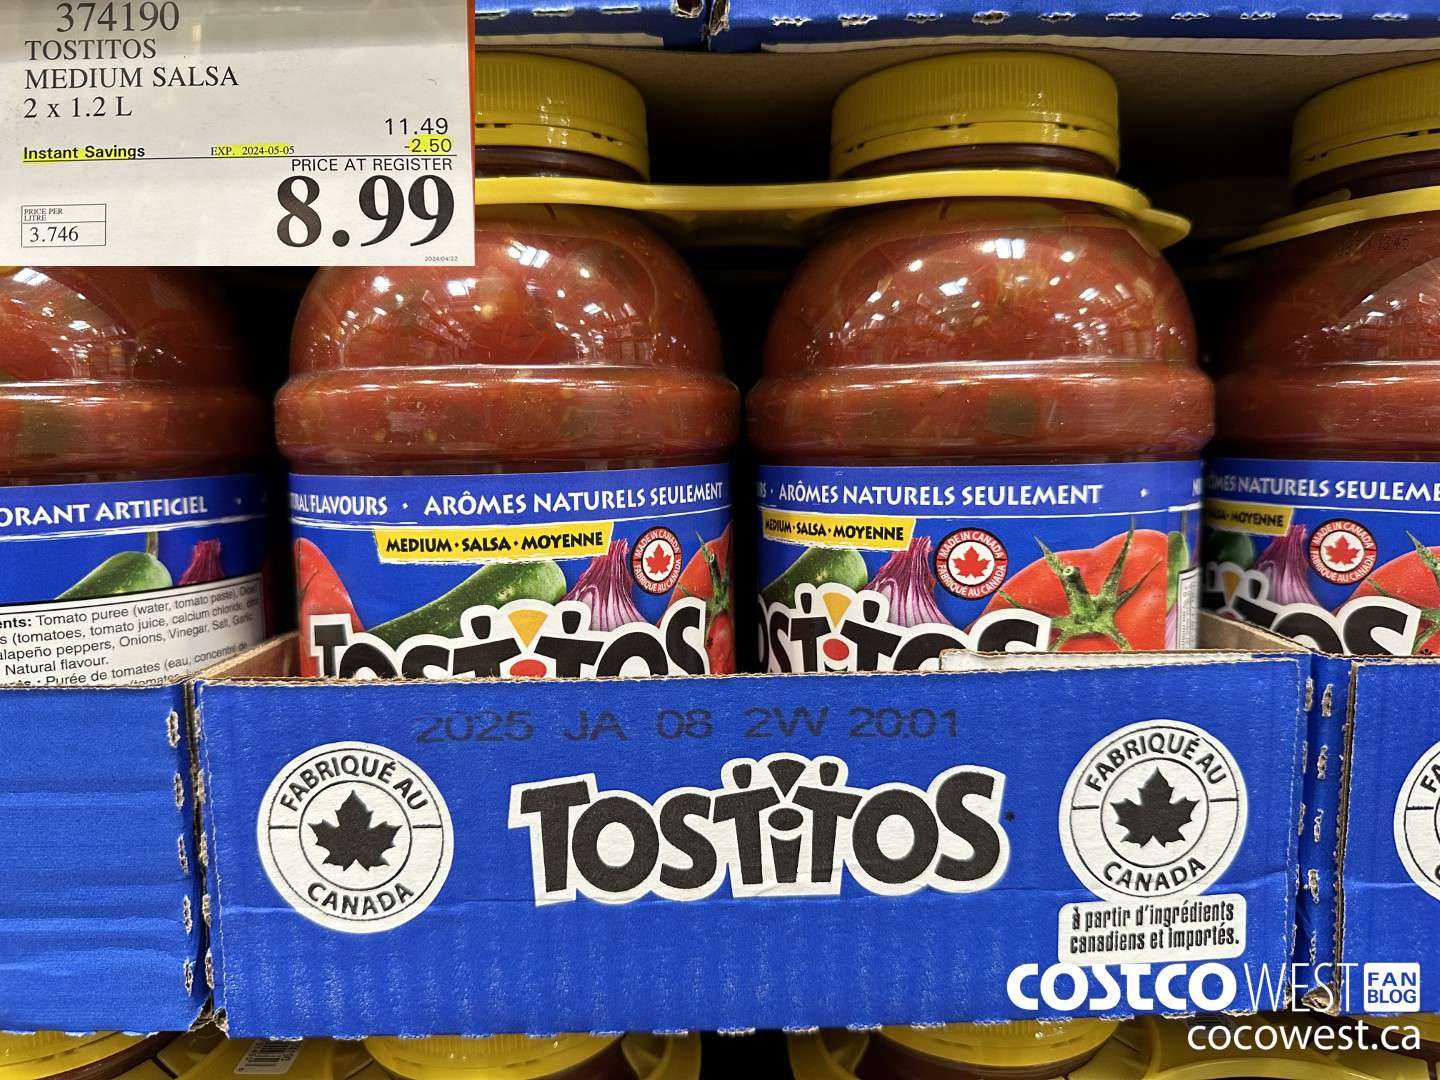 374190
TOSTITOS
MEDIUM SALSA
2 x 1.2 L
11.49
Instant Savings EXP. 2024-05-05 -2.50
PRICE AT REGISTER
8.99
PRICE PER
LITRE
3.746
2024/04/22
ORANT ARTIFICIEL
ents: Tomato puree (water, tomato paste),
s (tomatoes, tomato juice, calcium chloride,
alapeño peppers, Onions, Vinegar, Salt, Garlic
Natural flavour.
Purée de tomates (eau, concentré de
RAL FLAVOURS · ARÔMES NATURELS SEULEMENT
MEDIUM · SALSA · MOYENNE
MADE IN CANADA
FABRIQUÉ AU CANADA
TOSTITOS
· ARÔMES NATURELS SEULEMENT ·
MEDIUM · SALSA · MOYENNE
MADE IN CANADA
FABRIQUÉ AU CANADA
STITOS
MES NATURELS SEULEME
SALSA · MOYENNE
MADE IN CANADA
FABRIQUÉ AU CANADA
2025 JA 08 2W 20:01
FABRIQUÉ AU
CANADA
TOSTITOS
FABRIQUÉ AU
CANADA
à partir d'ingrédients
canadiens et importés.
COSTCO WEST FAN BLOG
cocowest.ca